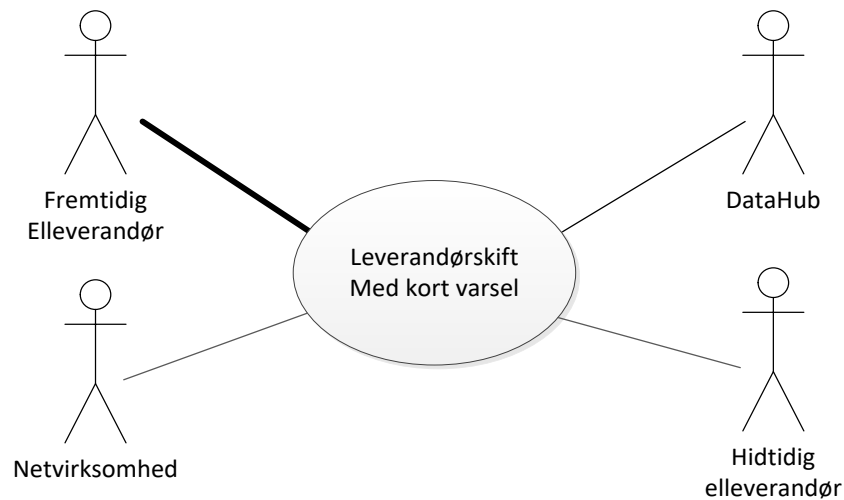 Fremtidig
Elleverandør
DataHub
Leverandørskift
Med kort varsel
Netvirksomhed
Hidtidig
elleverandør